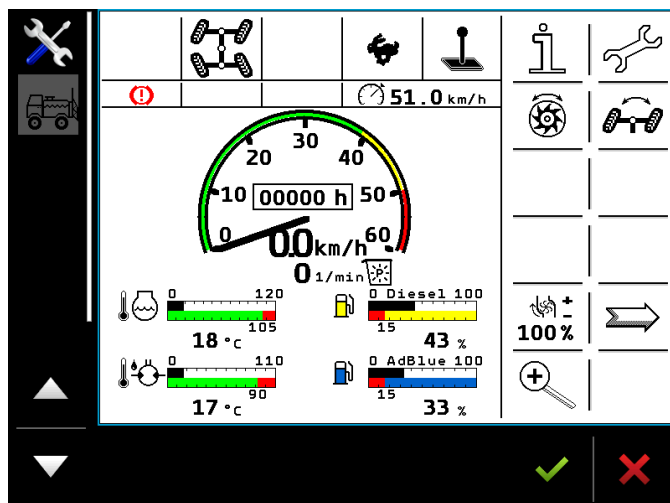 51.0 km/h
30
20 40
10 00000 h 50
0 60
0.0 km/h
0 1/min P
0 120
105
18 °C
0 Diesel 100
15
43 %
0 110
90
17 °C
0 AdBlue 100
15
33 %
+
-
100 %